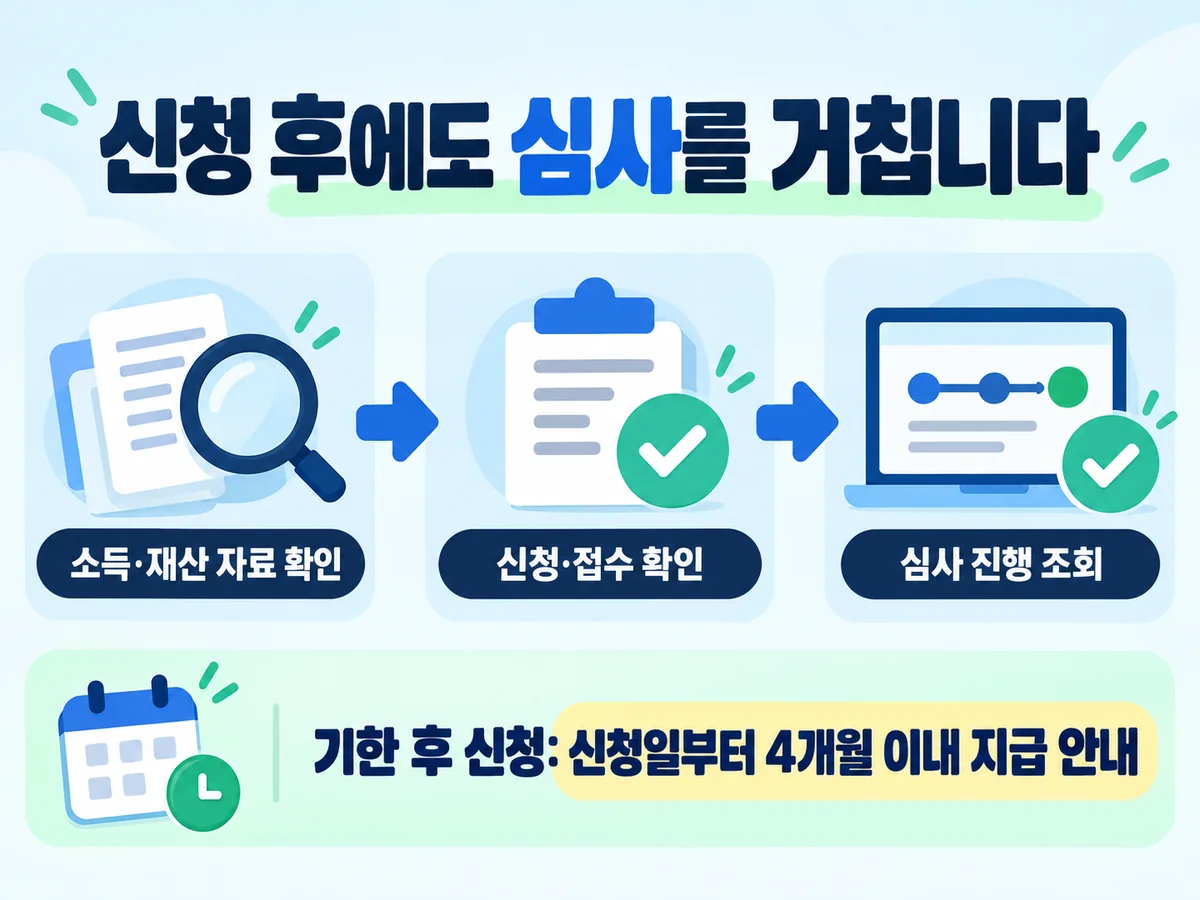 신청 후에도 심사를 거칩니다
소득·재산 자료 확인
신청·접수 확인
심사 진행 조회
기한 후 신청: 신청일부터 4개월 이내 지급 안내